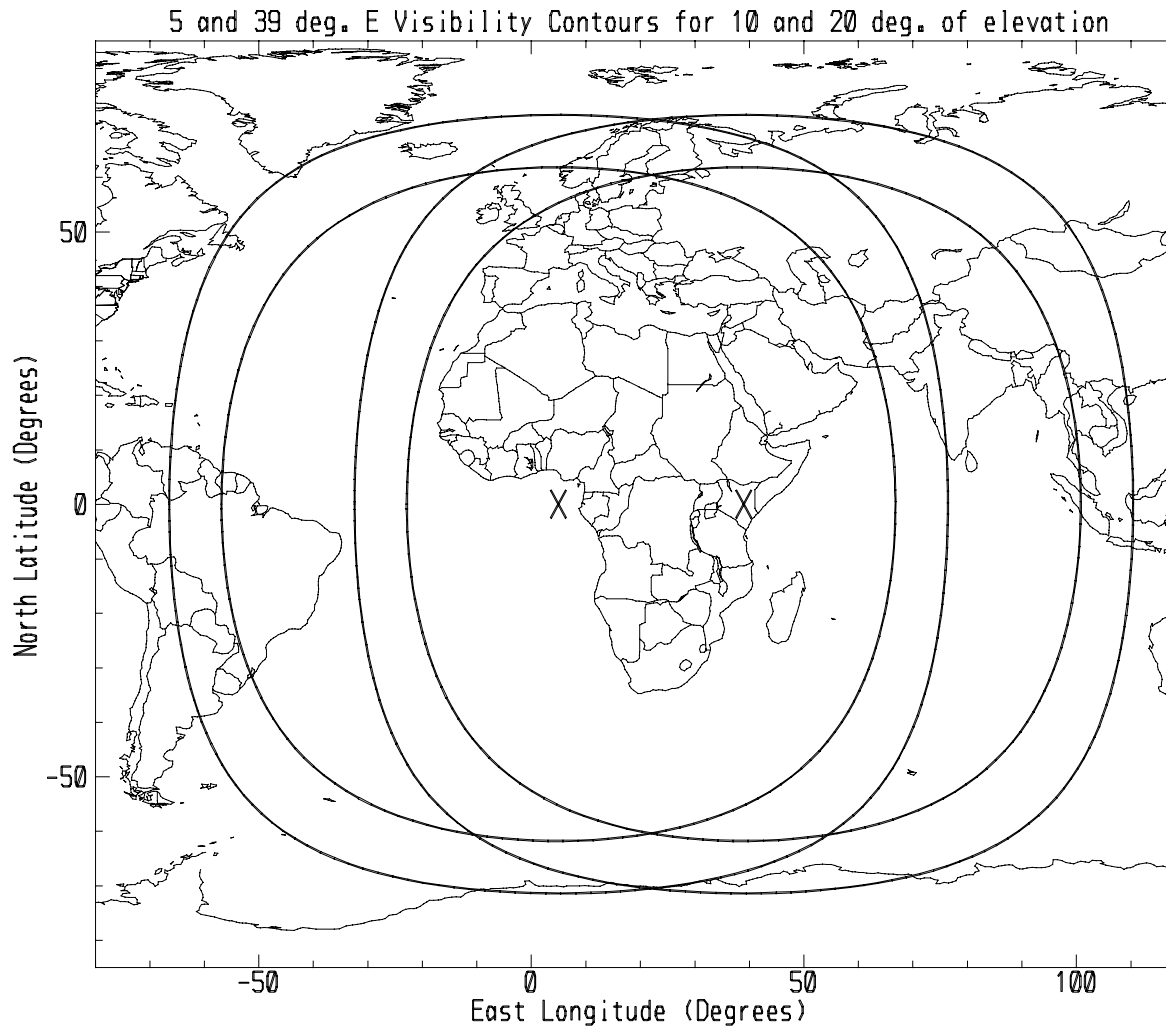 5 and 39 deg. E Visibility Contours for 10 and 20 deg. of elevation
North Latitude (Degrees)
50
0
-50
X
X
-50
0
50
100
East Longitude (Degrees)